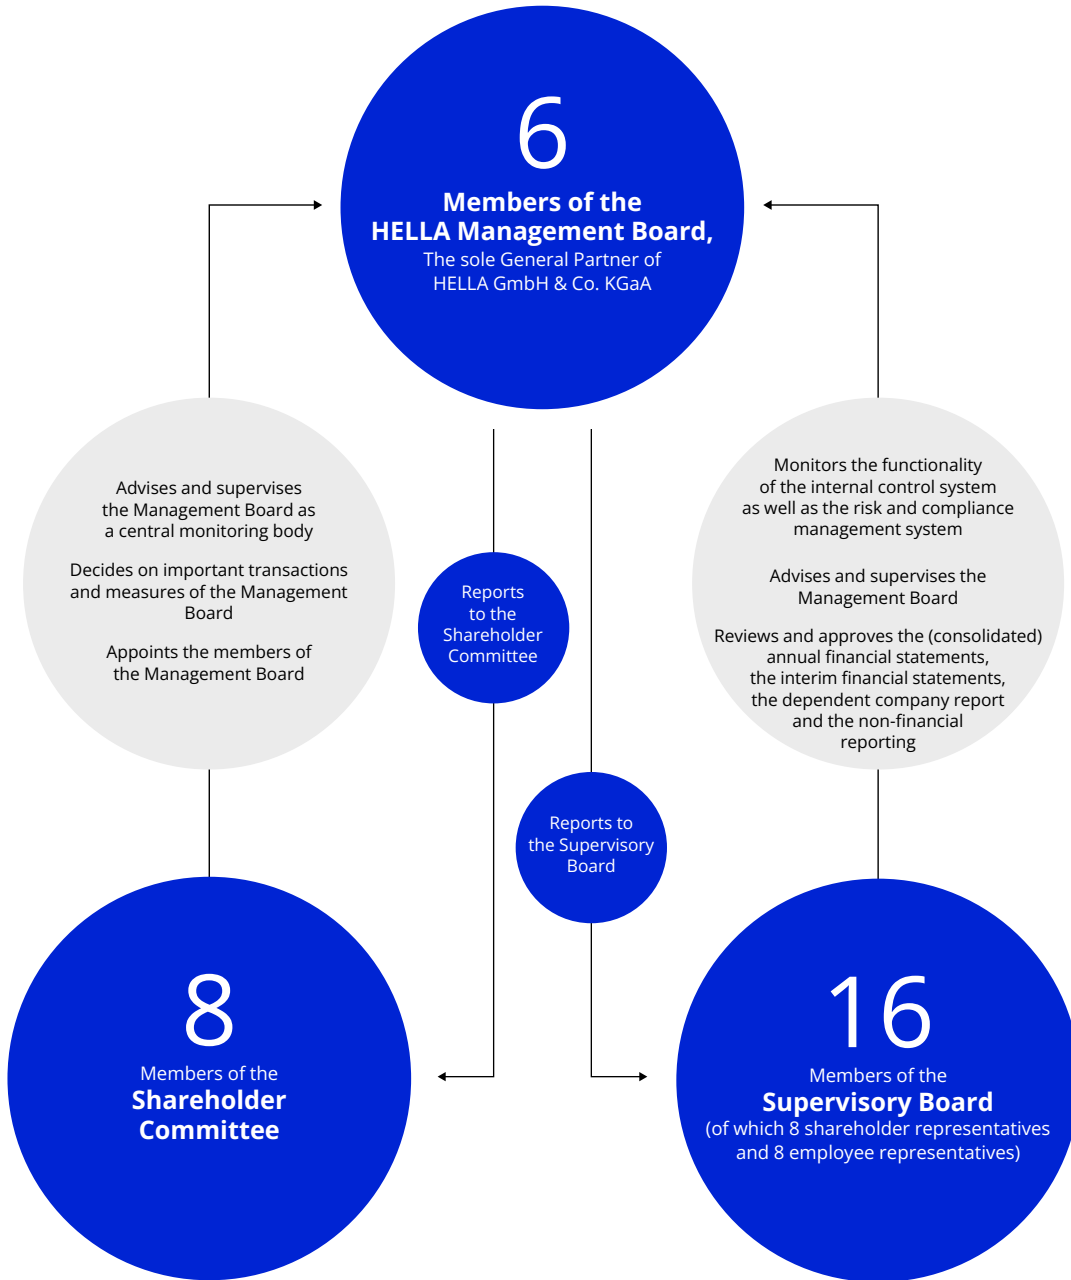 6
Members of the
HELLA Management Board,
The sole General Partner of
HELLA GmbH & Co. KGaA
Advises and supervises
the Management Board as
a central monitoring body
Decides on important transactions
and measures of the Management
Board
Appoints the members of
the Management Board
Reports
to the
Shareholder
Committee
Reports to
the Supervisory
Board
Monitors the functionality
of the internal control system
as well as the risk and compliance
management system
Advises and supervises the
Management Board
Reviews and approves the (consolidated)
annual financial statements,
the interim financial statements,
the dependent company report
and the non-financial
reporting
8
Members of the
Shareholder
Committee
16
Members of the
Supervisory Board
(of which 8 shareholder representatives
and 8 employee representatives)